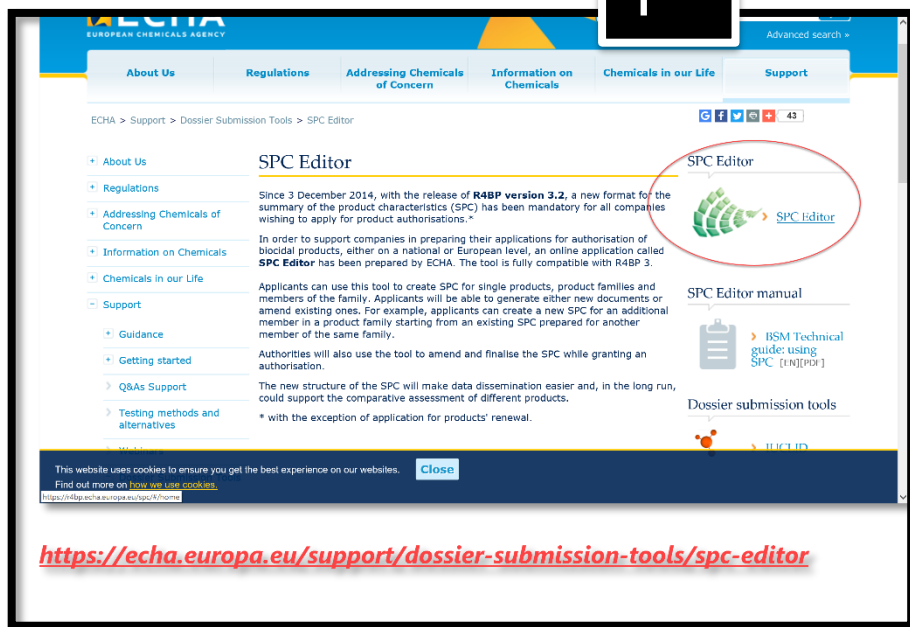 ECHA
EUROPEAN CHEMICALS AGENCY
Advanced search »
About Us
Regulations
Addressing Chemicals
of Concern
Information on
Chemicals
Chemicals in our Life
Support
ECHA > Support > Dossier Submission Tools > SPC Editor
43
+ About Us
+ Regulations
+ Addressing Chemicals of
Concern
+ Information on Chemicals
+ Chemicals in our Life
− Support
+ Guidance
+ Getting started
> Q&As Support
> Testing methods and
alternatives
> Webinars
SPC Editor
Since 3 December 2014, with the release of R4BP version 3.2, a new format for the
summary of the product characteristics (SPC) has been mandatory for all companies
wishing to apply for product authorisations.*
In order to support companies in preparing their applications for authorisation of
biocidal products, either on a national or European level, an online application called
SPC Editor has been prepared by ECHA. The tool is fully compatible with R4BP 3.
Applicants can use this tool to create SPC for single products, product families and
members of the family. Applicants will be able to generate either new documents or
amend existing ones. For example, applicants can create a new SPC for an additional
member in a product family starting from an existing SPC prepared for another
member of the same family.
Authorities will also use the tool to amend and finalise the SPC while granting an
authorisation.
The new structure of the SPC will make data dissemination easier and, in the long run,
could support the comparative assessment of different products.
* with the exception of application for products' renewal.
SPC Editor
> SPC Editor
SPC Editor manual
> BSM Technical
guide: using
SPC [EN][PDF]
Dossier submission tools
> IUCLID
This website uses cookies to ensure you get the best experience on our websites.
Close
Find out more on how we use cookies.
https://r4bp.echa.europa.eu/spc/#/home
https://echa.europa.eu/support/dossier-submission-tools/spc-editor